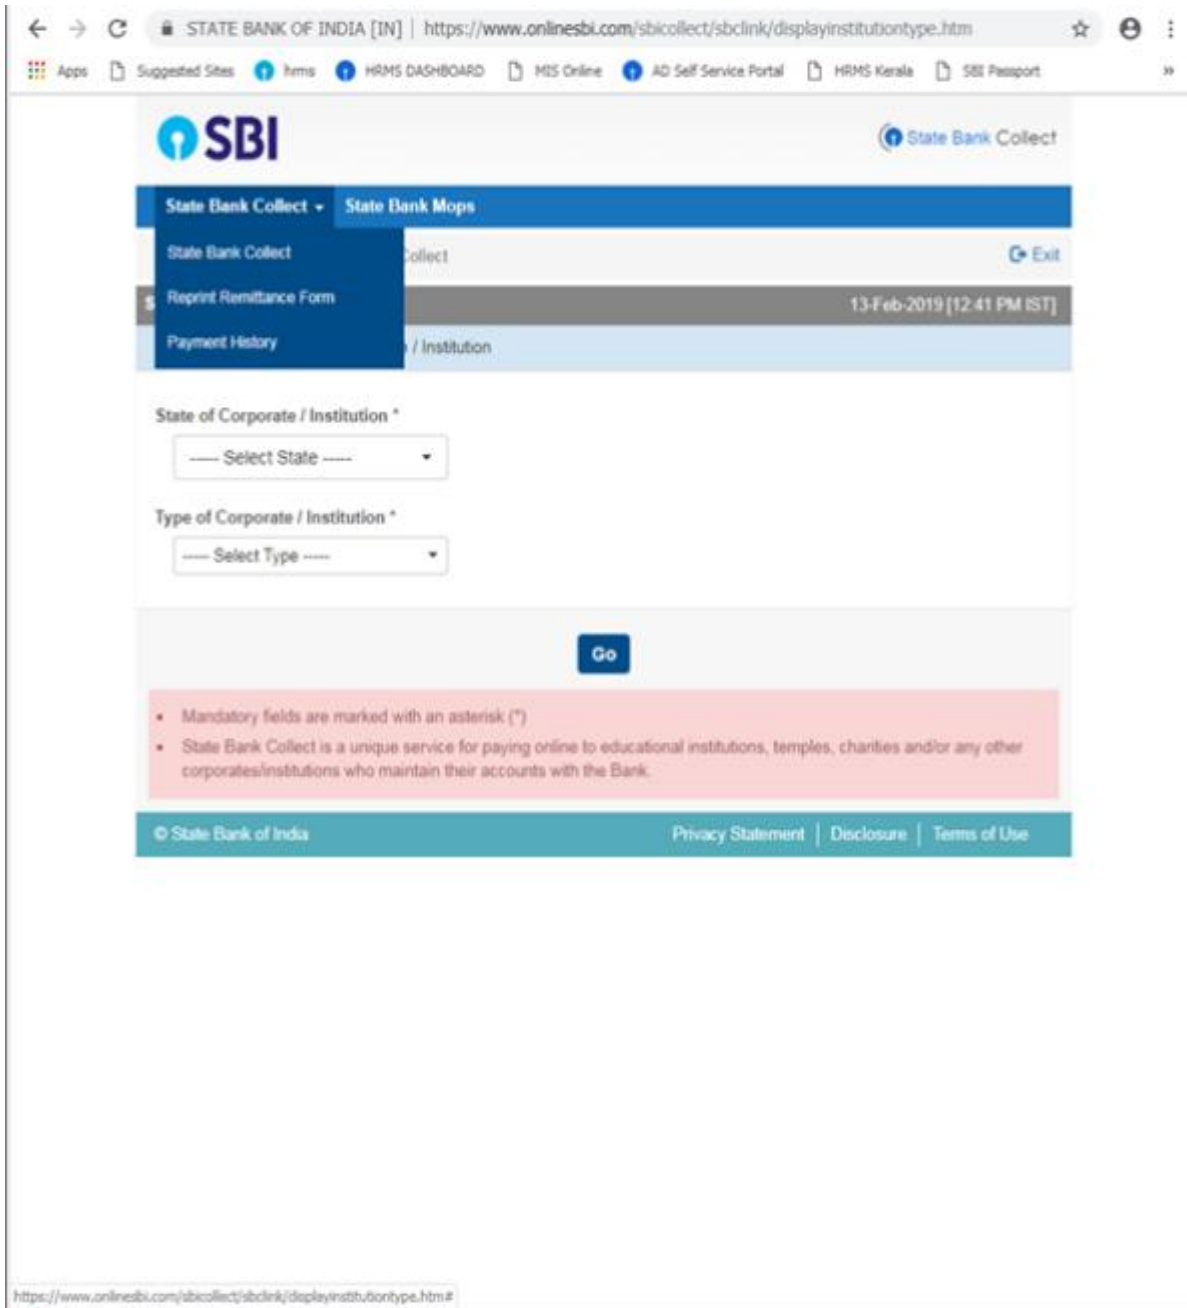 STATE BANK OF INDIA [IN] | https://www.onlinesbi.com/sbicollect/sbclink/displayinstitutiontype.htm
Apps Suggested Sites hrms HRMS DASHBOARD MIS Online AD Self Service Portal HRMS Kerala SBI Passport »
SBI State Bank Collect
State Bank Collect State Bank Mops
State Bank Collect Collect Exit
Reprint Remittance Form 13-Feb-2019 [12:41 PM IST]
Payment History / Institution
State of Corporate / Institution *
----- Select State -----
Type of Corporate / Institution *
----- Select Type -----
Go
• Mandatory fields are marked with an asterisk (*)
• State Bank Collect is a unique service for paying online to educational institutions, temples, charities and/or any other
corporates/institutions who maintain their accounts with the Bank.
© State Bank of India Privacy Statement | Disclosure | Terms of Use
https://www.onlinesbi.com/sbicollect/sbclink/displayinstitutiontype.htm#